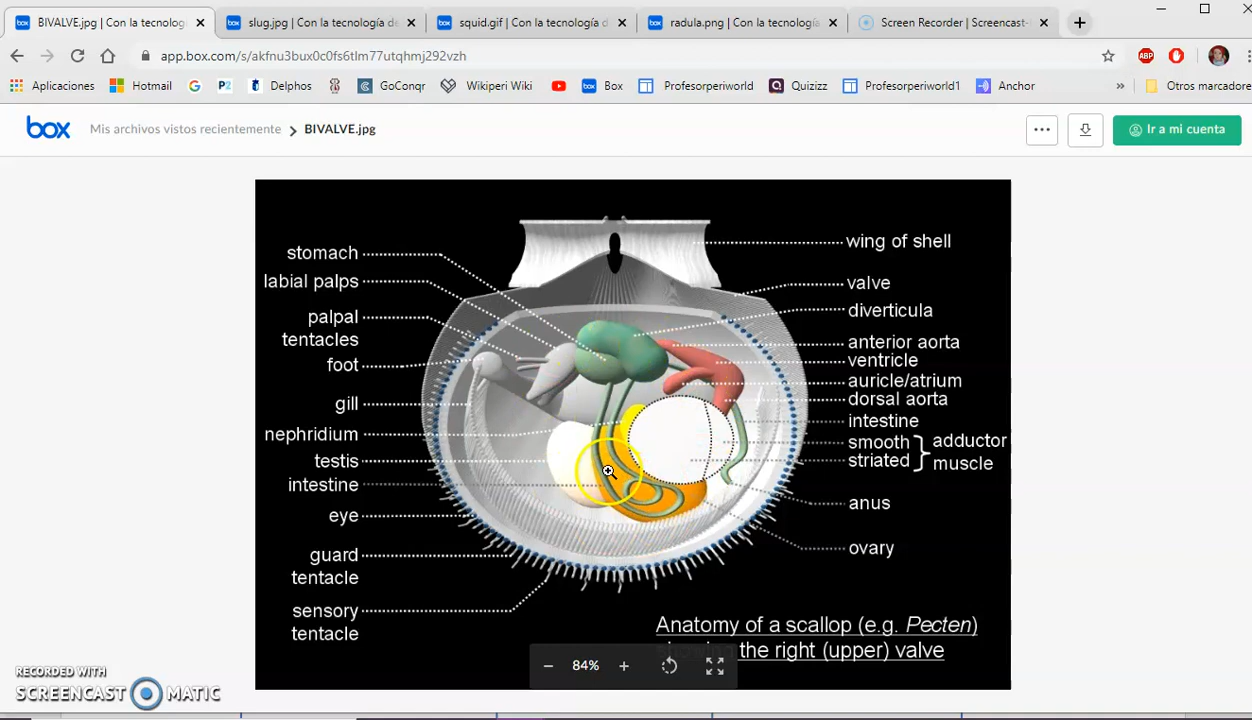 BIVALVE.jpg | Con la tecnolog
slug.jpg | Con la tecnología de
squid.gif | Con la tecnología d
radula.png | Con la tecnología
Screen Recorder | Screencast-
app.box.com/s/akfnu3bux0c0fs6tlm77utqhmj292vzh
ABP
Aplicaciones
Hotmail
P2
Delphos
GoConqr
Wikiperi Wiki
box
Box
Profesorperiworld
Quizizz
Profesorperiworld1
Anchor
»
Otros marcadore
box
Mis archivos vistos recientemente > BIVALVE.jpg
Ir a mi cuenta
stomach
labial palps
palpal
tentacles
foot
gill
nephridium
testis
intestine
eye
guard
tentacle
sensory
tentacle
wing of shell
valve
diverticula
anterior aorta
ventricle
auricle/atrium
dorsal aorta
intestine
smooth
striated
adductor
muscle
anus
ovary
Anatomy of a scallop (e.g. Pecten)
the right (upper) valve
84%
RECORDED WITH
SCREENCAST MATIC